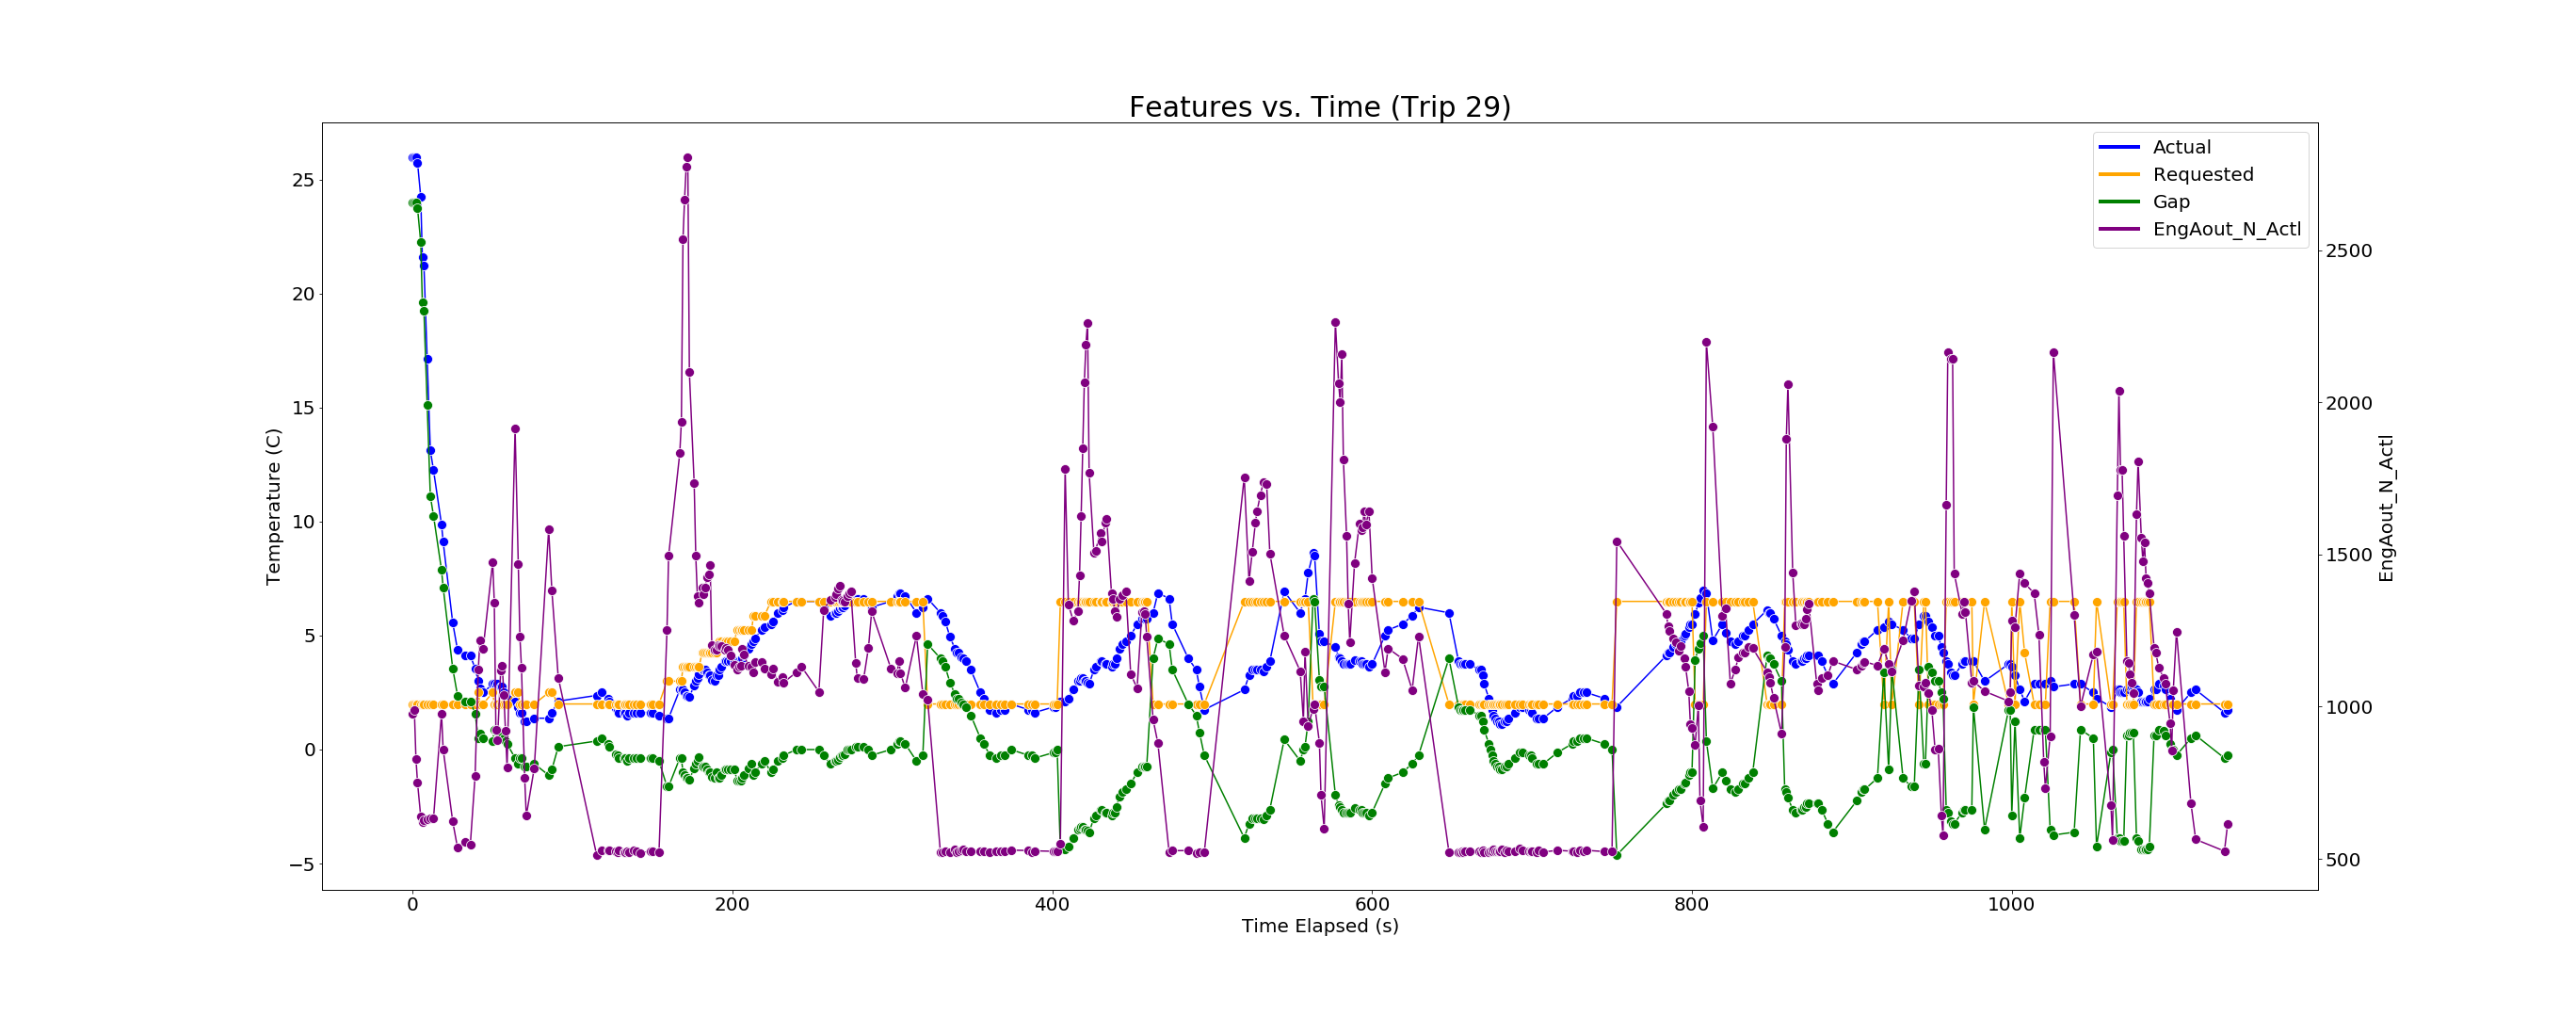 Features vs. Time (Trip 29)
Actual
Requested
Gap
EngAout_N_Actl
Temperature (C)
25
20
15
10
5
0
−5
2500
2000
1500
1000
500
EngAout_N_Actl
0
200
400
600
800
1000
Time Elapsed (s)